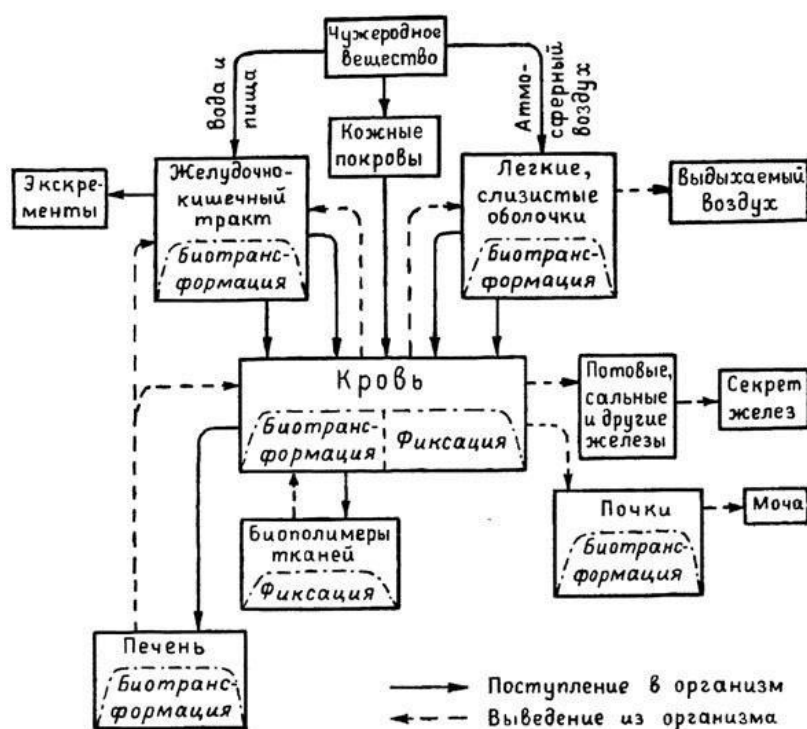 Чужеродное
вещество
Вода и
пища
Атмо-
сферный
воздух
Кожные
покровы
Экскре-
менты
Желудочно-
кишечный
тракт
Биотранс-
формация
Легкие,
слизистые
оболочки
Биотранс-
формация
Выдыхаемый
воздух
Кровь
Биотранс-
формация
Фиксация
Потовые,
сальные
и другие
железы
Секрет
желез
Биополимеры
тканей
Фиксация
Почки
Биотранс-
формация
Моча
Печень
Биотранс-
формация
Поступление в организм
Выведение из организма